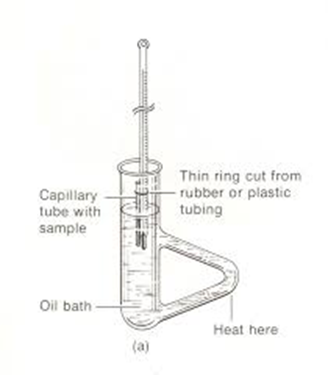 Thin ring cut from
rubber or plastic
tubing
Capillary
tube with
sample
Oil bath
Heat here
(a)